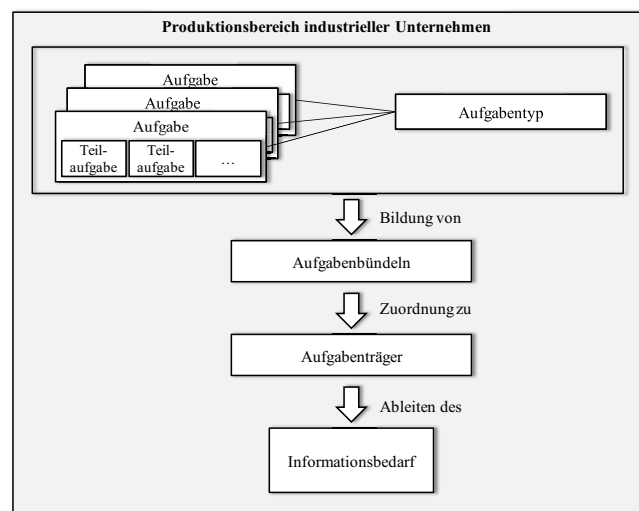 Produktionsbereich industrieller Unternehmen
Aufgabe
Aufgabe
Aufgabe
Teil-
aufgabe
Teil-
aufgabe
…
Aufgabentyp
Bildung von
Aufgabenbündeln
Zuordnung zu
Aufgabenträger
Ableiten des
Informationsbedarf